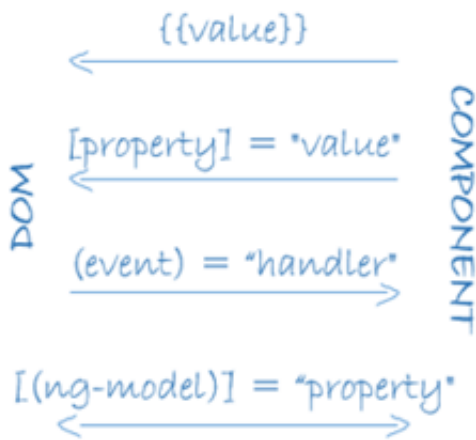 {{value}}
[property] = "value"
(event) = "handler"
[(ng-model)] = "property"
DOM
COMPONENT